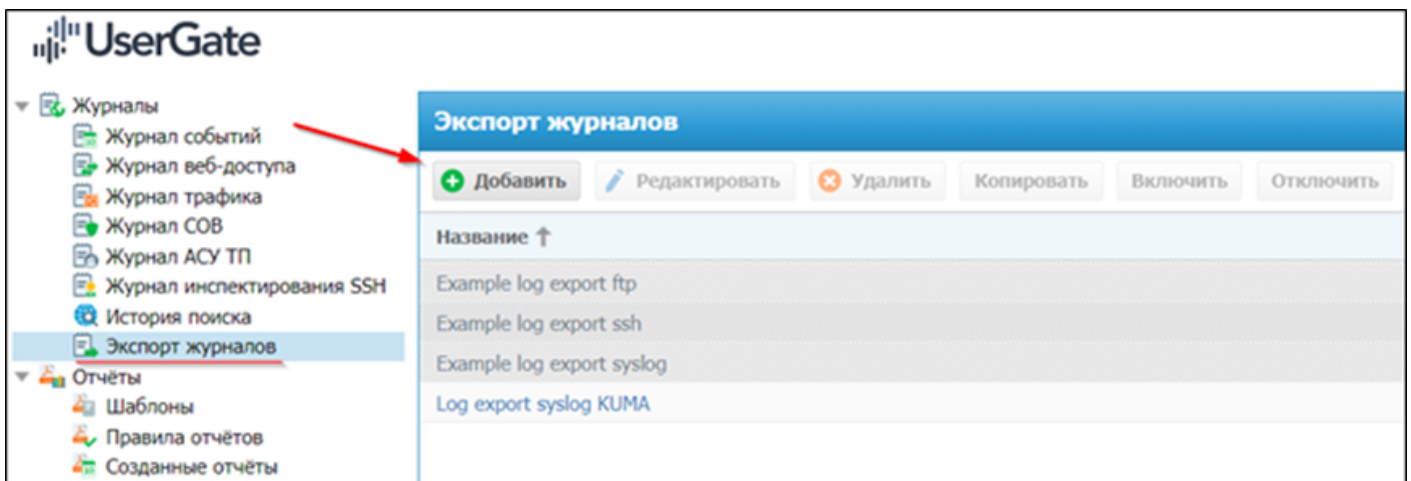 UserGate
Журналы
Журнал событий
Журнал веб-доступа
Журнал трафика
Журнал СОВ
Журнал АСУ ТП
Журнал инспектирования SSH
История поиска
Экспорт журналов
Отчёты
Шаблоны
Правила отчётов
Созданные отчёты
Экспорт журналов
Добавить Редактировать Удалить Копировать Включить Отключить
Название
Example log export ftp
Example log export ssh
Example log export syslog
Log export syslog KUMA